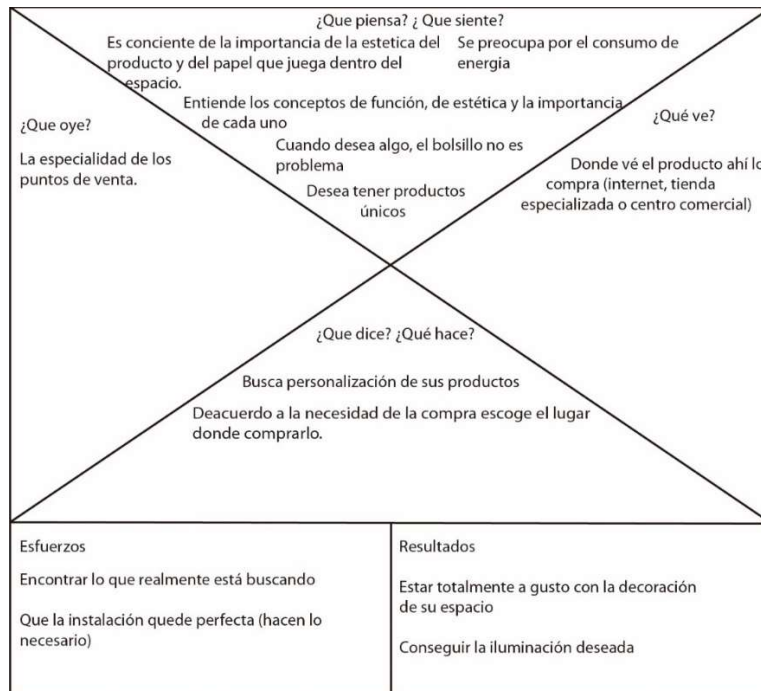 ¿Que piensa? ¿ Que siente?
Es conciente de la importancia de la estetica del
producto y del papel que juega dentro del
espacio.
Se preocupa por el consumo de
energia
Entiende los conceptos de función, de estética y la importancia
de cada uno
Cuando desea algo, el bolsillo no es
problema
Desea tener productos
únicos
¿Que oye?
La especialidad de los
puntos de venta.
¿Qué ve?
Donde vé el producto ahí lo
compra (internet, tienda
especializada o centro comercial)
¿Que dice? ¿Qué hace?
Busca personalización de sus productos
Deacuerdo a la necesidad de la compra escoge el lugar
donde comprarlo.
Esfuerzos
Encontrar lo que realmente está buscando
Que la instalación quede perfecta (hacen lo
necesario)
Resultados
Estar totalmente a gusto con la decoración
de su espacio
Conseguir la iluminación deseada